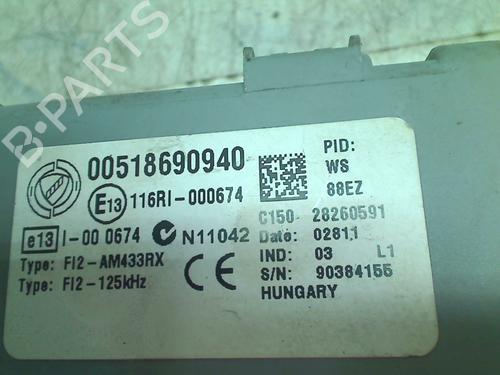 B-PARTS
00518690940
PID:
WS
88EZ
E13 116RI-000674
e13 I-00 0674 N11042
C150- 28260591
Date: 02811
Type: FI2-AM433RX
IND: 03 L1
Type: FI2-125kHz
S/N: 90384155
HUNGARY